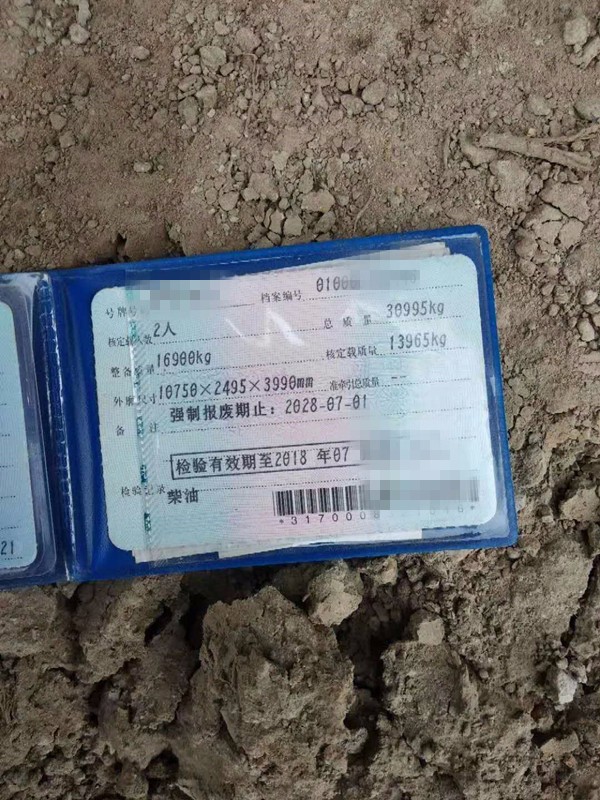 号牌号 档案编号 0100
核定载人数 2人 总质量 30995kg
整备质量 16900kg 核定载质量 13965kg
外廓尺寸 10750×2495×3990mm 准牵引总质量 --
备注 强制报废期止：2028-07-01
检验有效期至2018 年07
检验记录 柴油
*317000
21